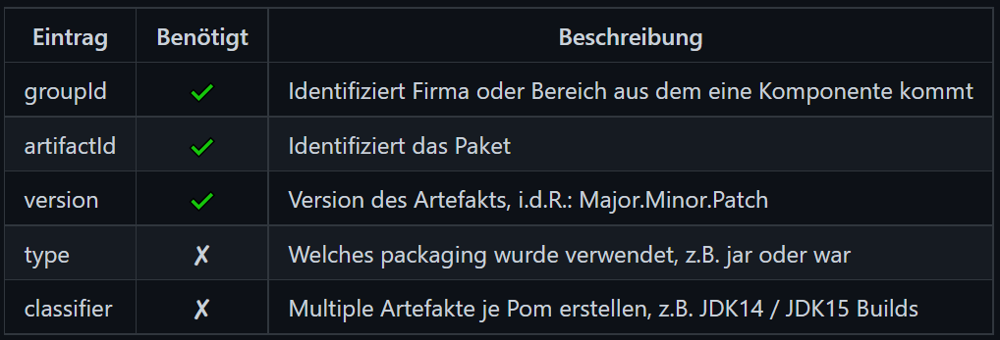 Eintrag Benötigt Beschreibung
groupId ✓ Identifiziert Firma oder Bereich aus dem eine Komponente kommt
artifactId ✓ Identifiziert das Paket
version ✓ Version des Artefakts, i.d.R.: Major.Minor.Patch
type ✗ Welches packaging wurde verwendet, z.B. jar oder war
classifier ✗ Multiple Artefakte je Pom erstellen, z.B. JDK14 / JDK15 Builds